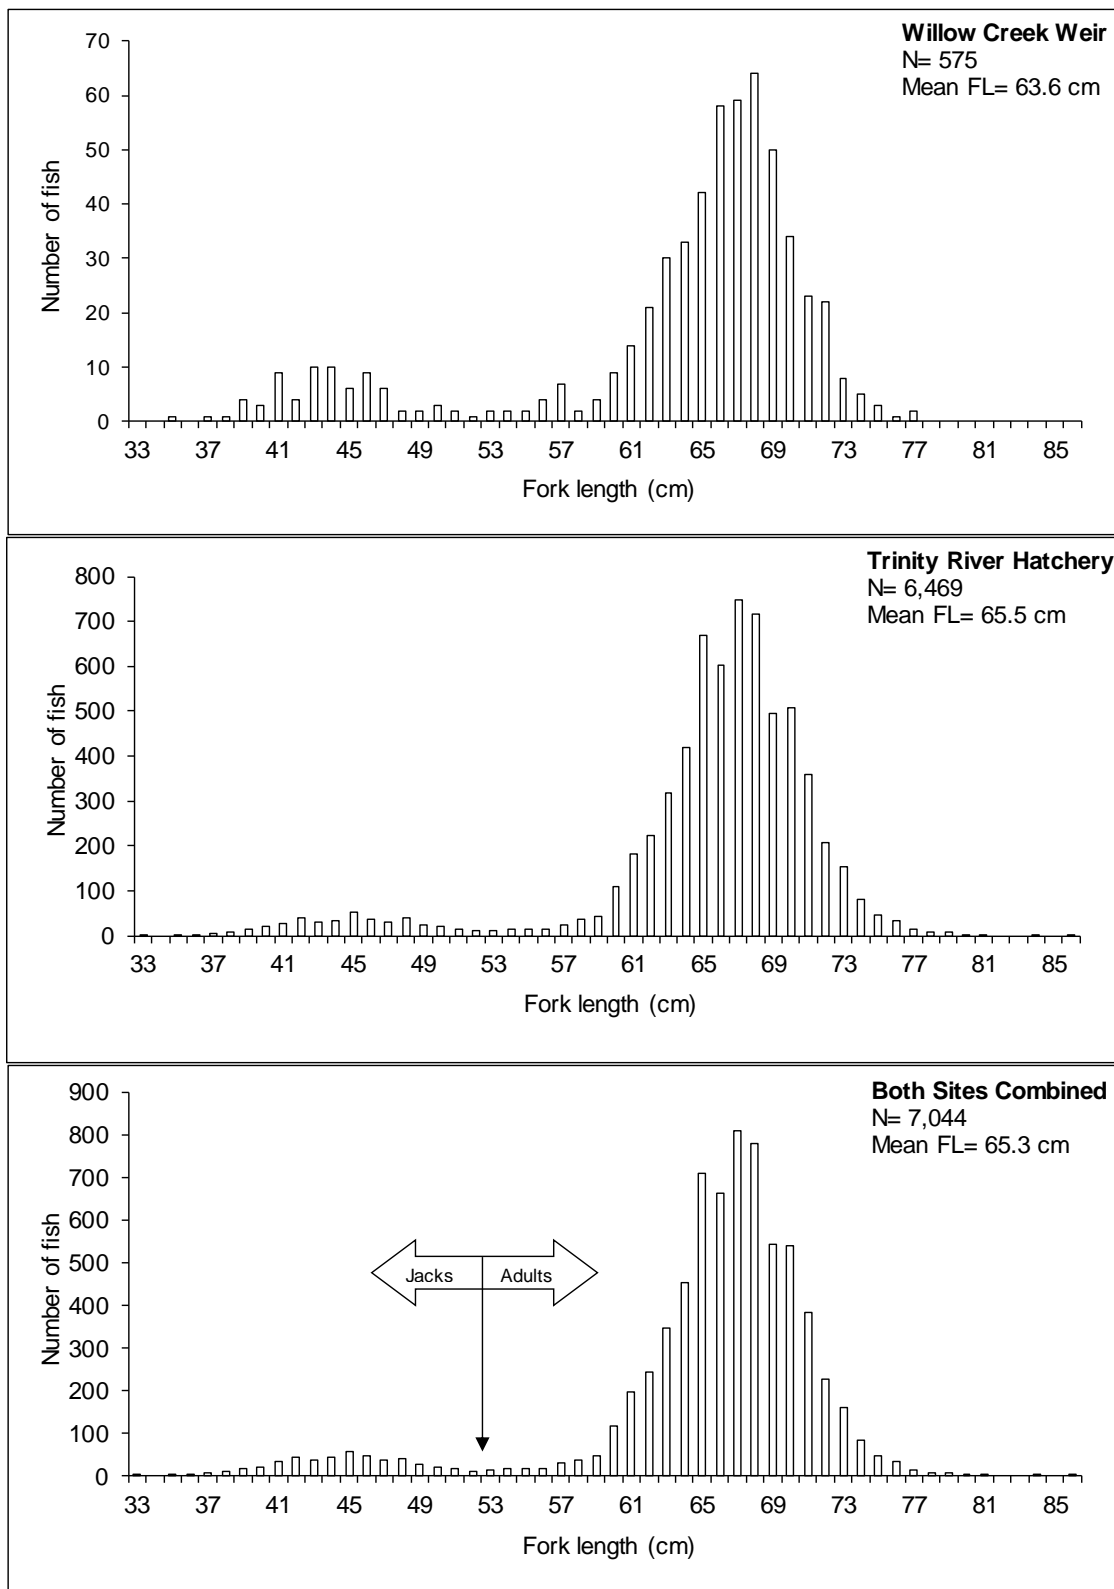 Willow Creek Weir
N= 575
Mean FL= 63.6 cm
70
60
50
40
30
20
10
0
Number of fish
33 37 41 45 49 53 57 61 65 69 73 77 81 85
Fork length (cm)
Trinity River Hatchery
N= 6,469
Mean FL= 65.5 cm
800
700
600
500
400
300
200
100
0
Number of fish
33 37 41 45 49 53 57 61 65 69 73 77 81 85
Fork length (cm)
Both Sites Combined
N= 7,044
Mean FL= 65.3 cm
900
800
700
600
500
400
300
200
100
0
Number of fish
Jacks Adults
33 37 41 45 49 53 57 61 65 69 73 77 81 85
Fork length (cm)